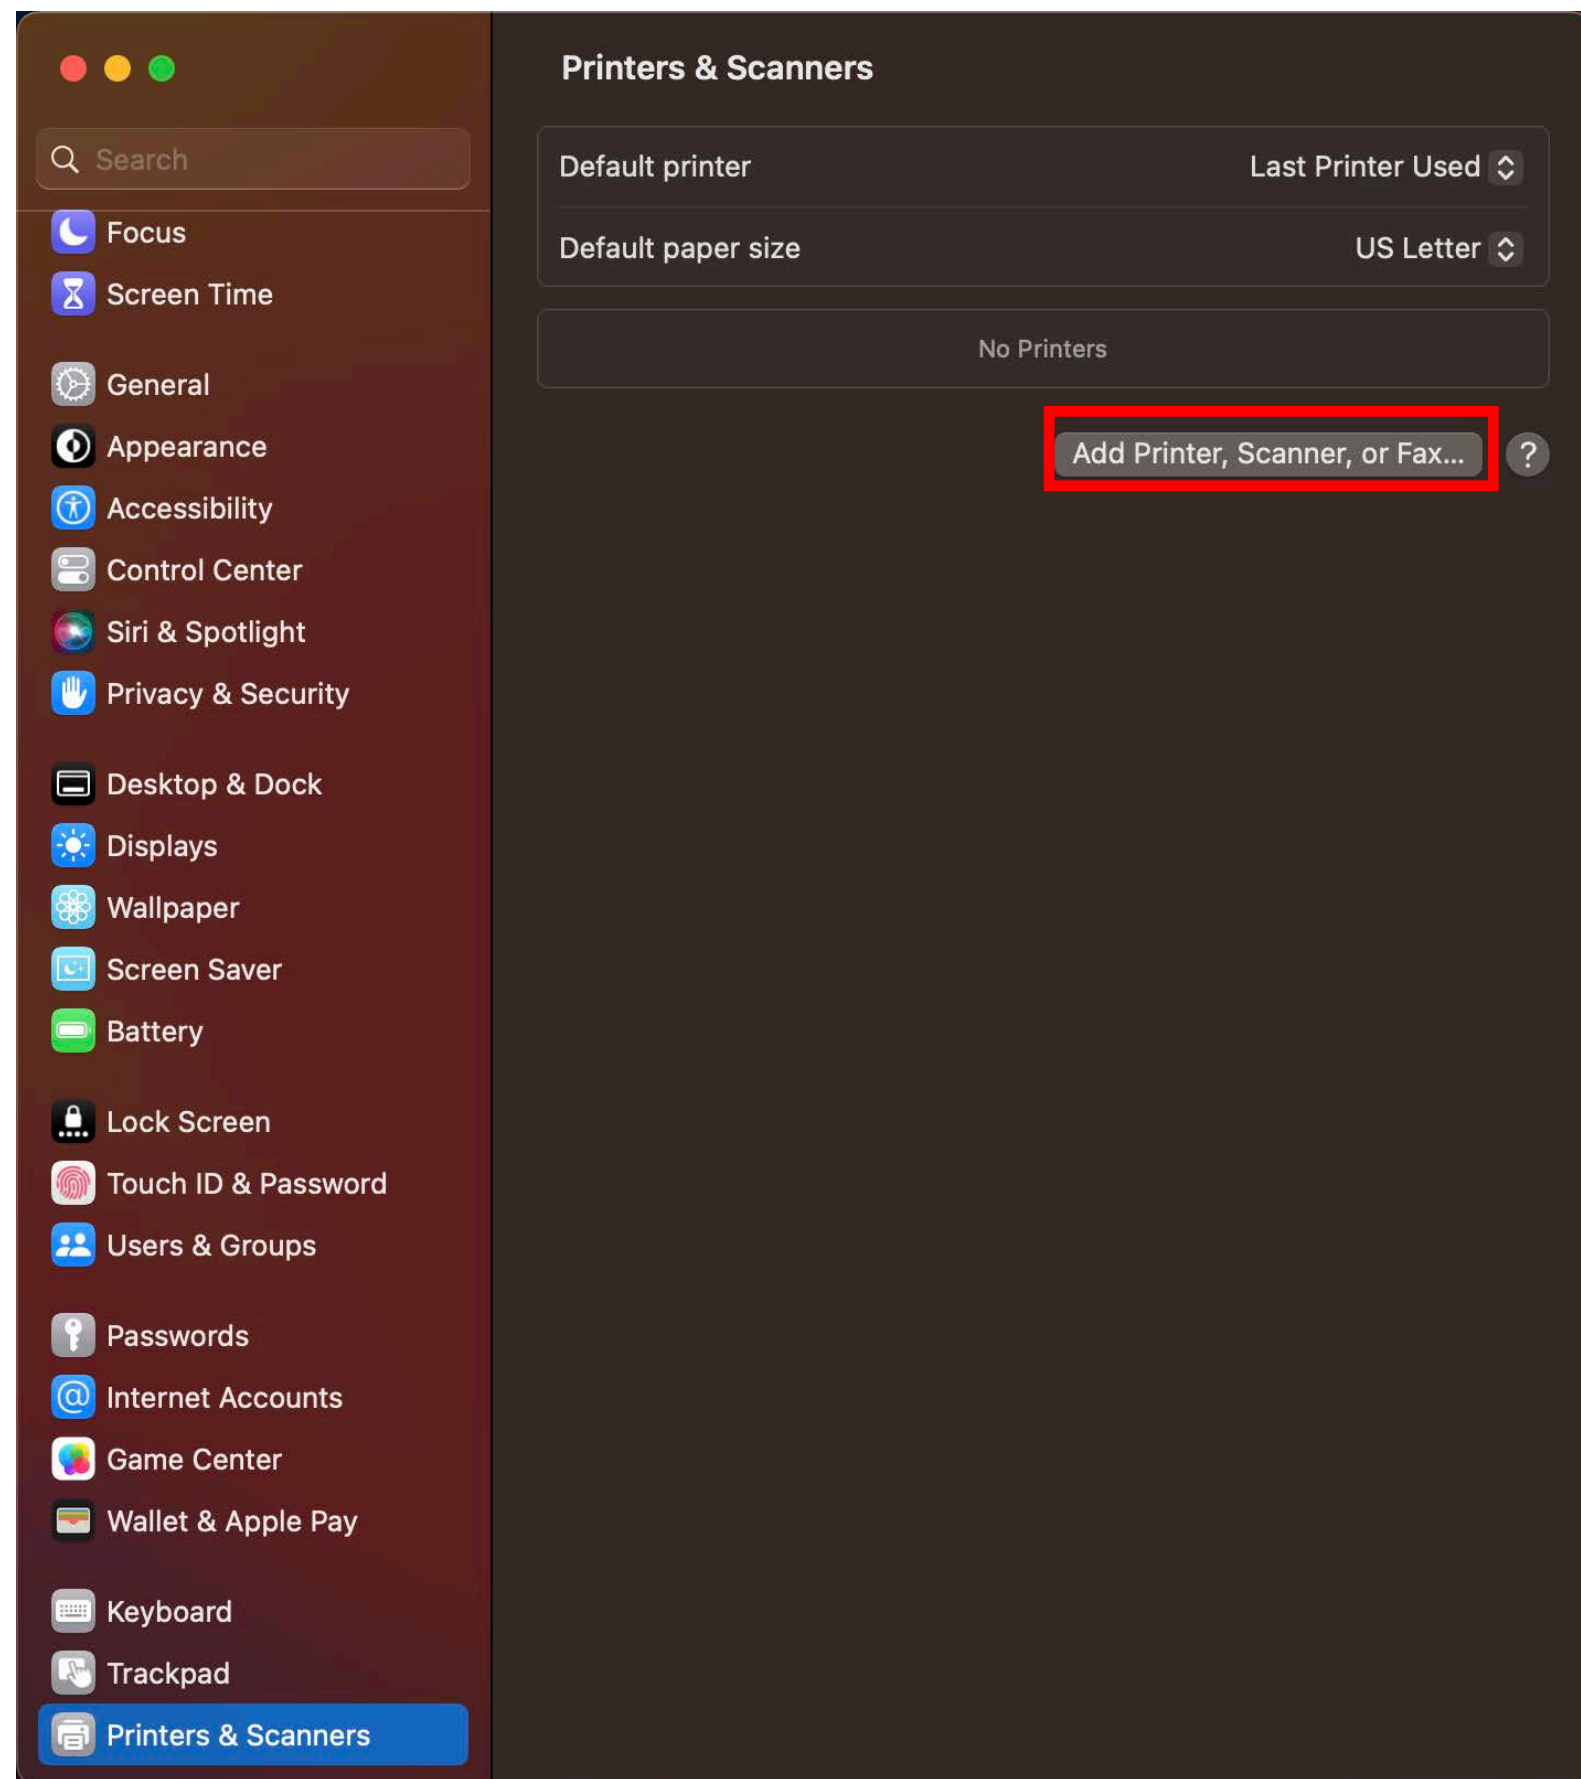 Search
Focus
Screen Time
General
Appearance
Accessibility
Control Center
Siri & Spotlight
Privacy & Security
Desktop & Dock
Displays
Wallpaper
Screen Saver
Battery
Lock Screen
Touch ID & Password
Users & Groups
Passwords
Internet Accounts
Game Center
Wallet & Apple Pay
Keyboard
Trackpad
Printers & Scanners
Printers & Scanners
Default printer Last Printer Used
Default paper size US Letter
No Printers
Add Printer, Scanner, or Fax... ?